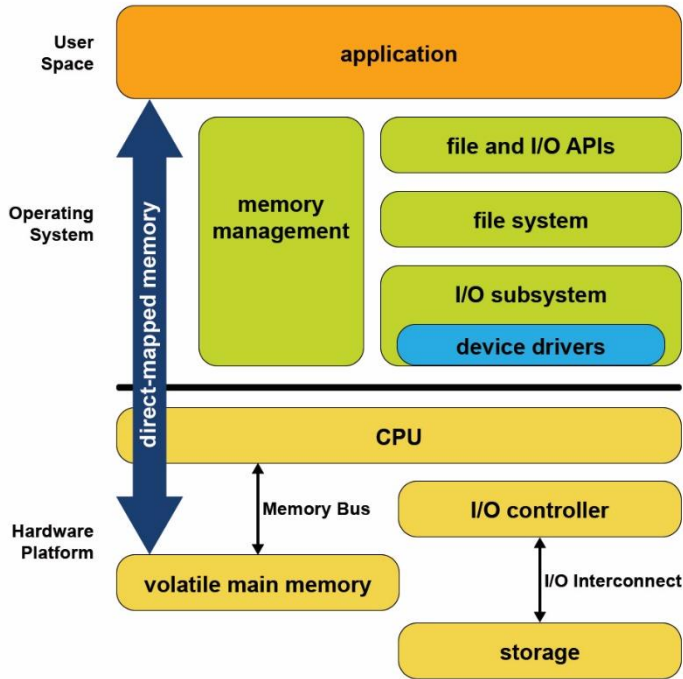 User
Space
application
Operating
System
direct-mapped memory
memory
management
file and I/O APIs
file system
I/O subsystem
device drivers
Hardware
Platform
CPU
Memory Bus
I/O controller
volatile main memory
I/O Interconnect
storage